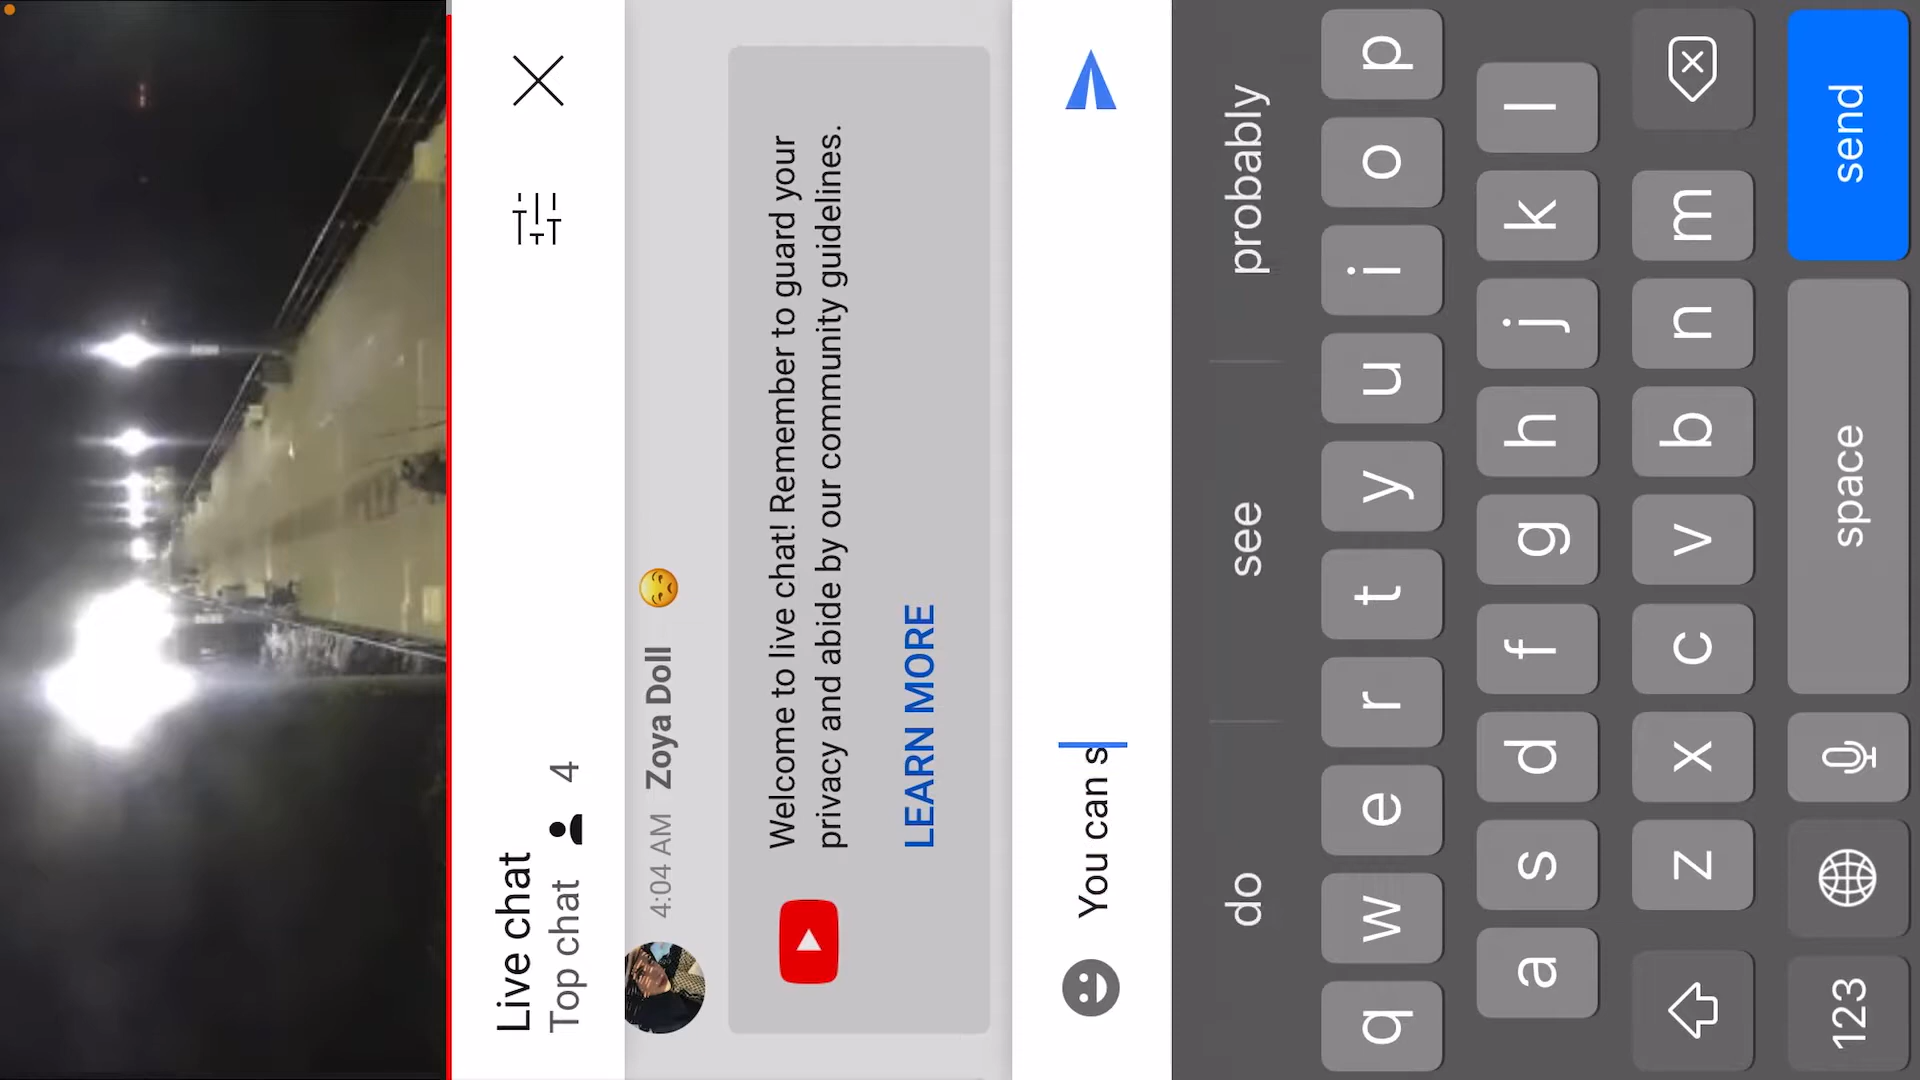 Live chat
Top chat 4
4:04 AM Zoya Doll 😒
Welcome to live chat! Remember to guard your
privacy and abide by our community guidelines.
LEARN MORE
You can s
do see probably
q w e r t y u i o p
a s d f g h j k l
z x c v b n m
123 space send